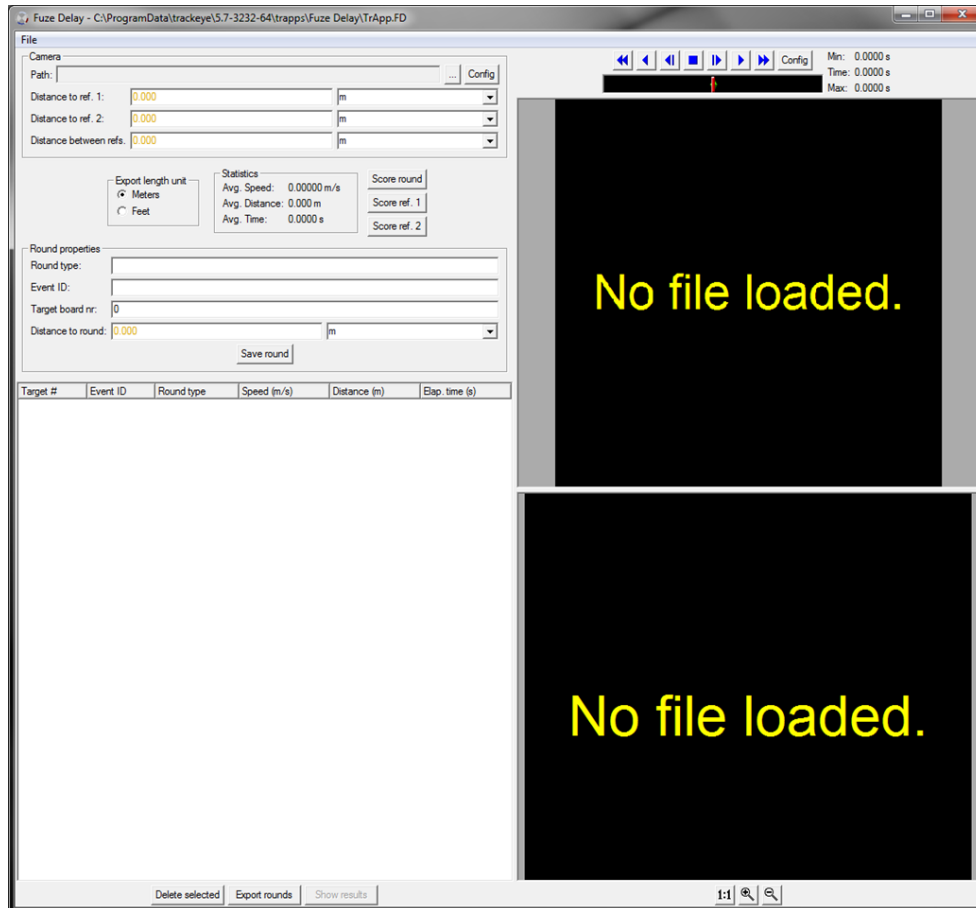 Fuze Delay - C:\ProgramData\trackeye\5.7-3232-64\trapps\Fuze Delay\TrApp.FD
File
Camera
Path: ... Config
Distance to ref. 1: 0.000 m
Distance to ref. 2: 0.000 m
Distance between refs. 0.000 m
Export length unit
Meters
Feet
Statistics
Avg. Speed: 0.00000 m/s
Avg. Distance: 0.000 m
Avg. Time: 0.0000 s
Score round
Score ref. 1
Score ref. 2
Round properties
Round type:
Event ID:
Target board nr: 0
Distance to round: 0.000 m
Save round
Target # Event ID Round type Speed (m/s) Distance (m) Elap. time (s)
Delete selected Export rounds Show results
Config
Min: 0.0000 s
Time: 0.0000 s
Max: 0.0000 s
No file loaded.
No file loaded.
1:1